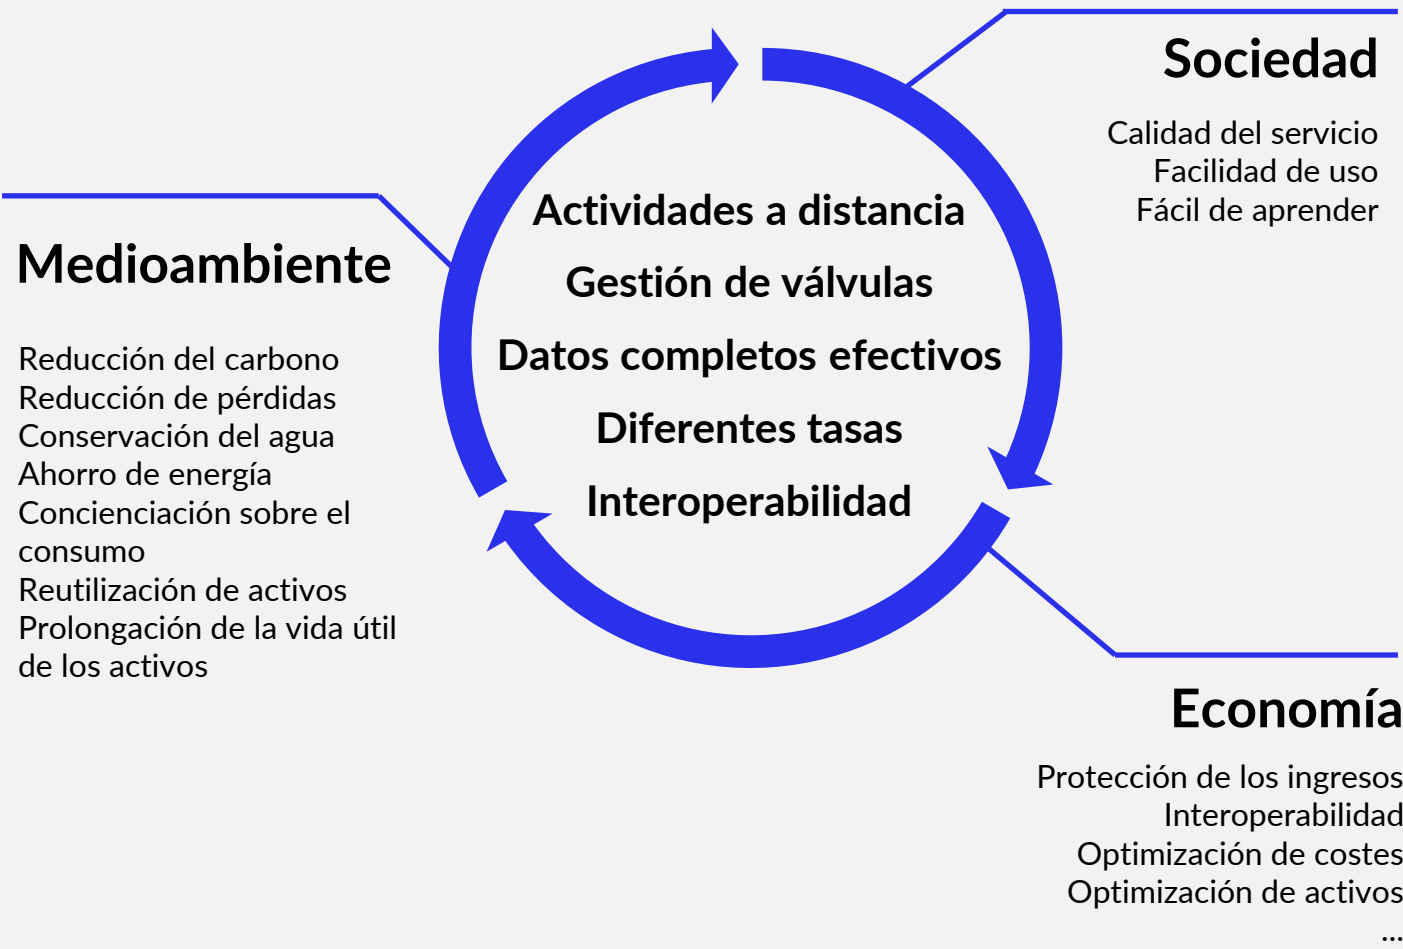 Sociedad
Calidad del servicio
Facilidad de uso
Fácil de aprender
Medioambiente
Reducción del carbono
Reducción de pérdidas
Conservación del agua
Ahorro de energía
Concienciación sobre el
consumo
Reutilización de activos
Prolongación de la vida útil
de los activos
Actividades a distancia
Gestión de válvulas
Datos completos efectivos
Diferentes tasas
Interoperabilidad
Economía
Protección de los ingresos
Interoperabilidad
Optimización de costes
Optimización de activos
...